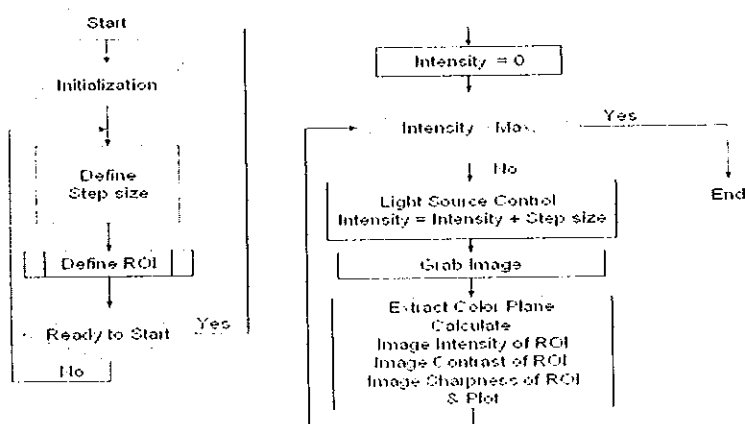 Start
Initialization
Define
Step size
Define ROI
Ready to Start
Yes
No
Intensity = 0
Intensity Max.
Yes
No
End
Light Source Control
Intensity = Intensity + Step size
Grab Image
Extract Color Plane
Calculate
Image Intensity of ROI
Image Contrast of ROI
Image Sharpness of ROI
& Plot